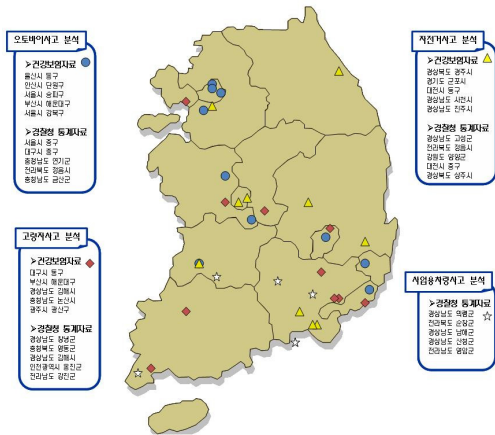 오토바이사고 분석
➢건강보험자료
울산시 동구
안산시 단원구
서울시 송파구
부산시 해운대구
서울시 강북구
➢경찰청 통계자료
서울시 중구
대구시 중구
충청남도 연기군
전라북도 정읍시
충청남도 금산군
자전거사고 분석
➢건강보험자료
경상북도 경주시
경기도 군포시
대전시 동구
경상남도 사천시
경상남도 진주시
➢경찰청 통계자료
경상남도 고성군
전라북도 정읍시
강원도 양양군
대전시 중구
경상북도 상주시
고령자사고 분석
➢건강보험자료
대구시 동구
부산시 해운대구
경상남도 김해시
충청남도 논산시
광주시 광산구
➢경찰청 통계자료
경상남도 창녕군
충청북도 영동군
경상남도 김해시
인천광역시 옹진군
전라남도 강진군
사업용차량사고 분석
➢경찰청 통계자료
경상남도 의령군
전라북도 순창군
경상남도 남해군
경상남도 산청군
전라남도 영암군